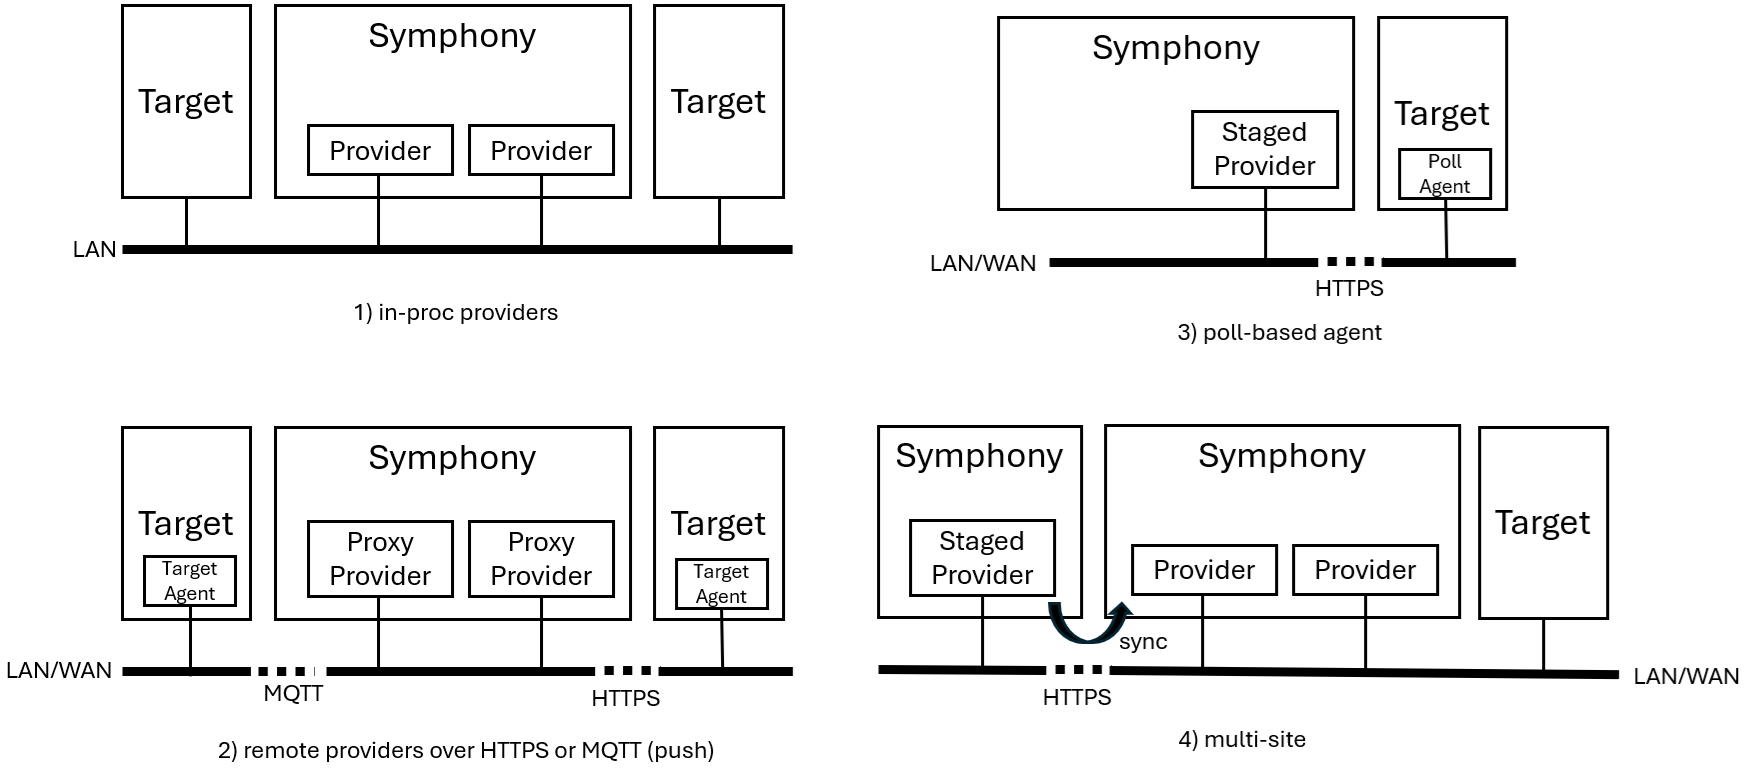 Symphony
Target
Target
Provider
Provider
LAN
1) in-proc providers
Symphony
Target
Staged
Provider
Poll
Agent
LAN/WAN
HTTPS
3) poll-based agent
Symphony
Target
Target
Target
Agent
Proxy
Provider
Proxy
Provider
Target
Agent
LAN/WAN
MQTT
HTTPS
2) remote providers over HTTPS or MQTT (push)
Symphony
Symphony
Target
Staged
Provider
Provider
Provider
sync
HTTPS
LAN/WAN
4) multi-site